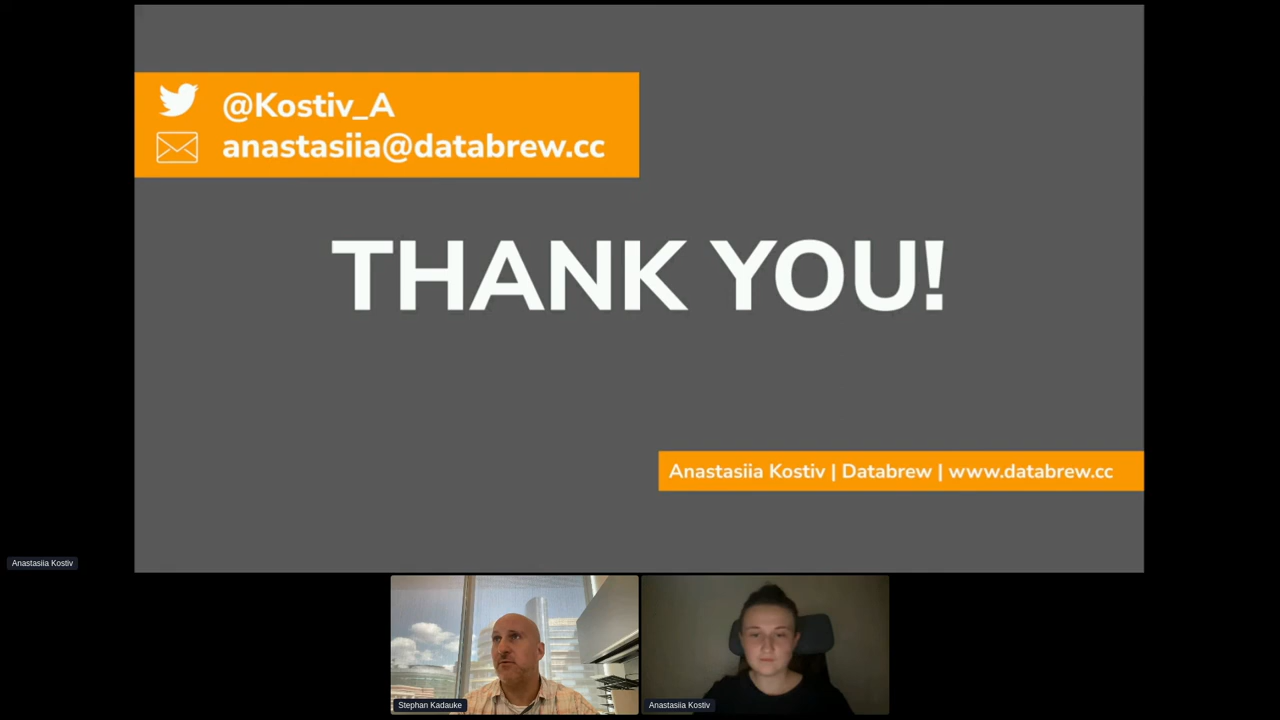 @Kostiv_A
anastasiia@databrew.cc
THANK YOU!
Anastasiia Kostiv | Databrew | www.databrew.cc
Anastasiia Kostiv
Stephan Kadauke
Anastasiia Kostiv